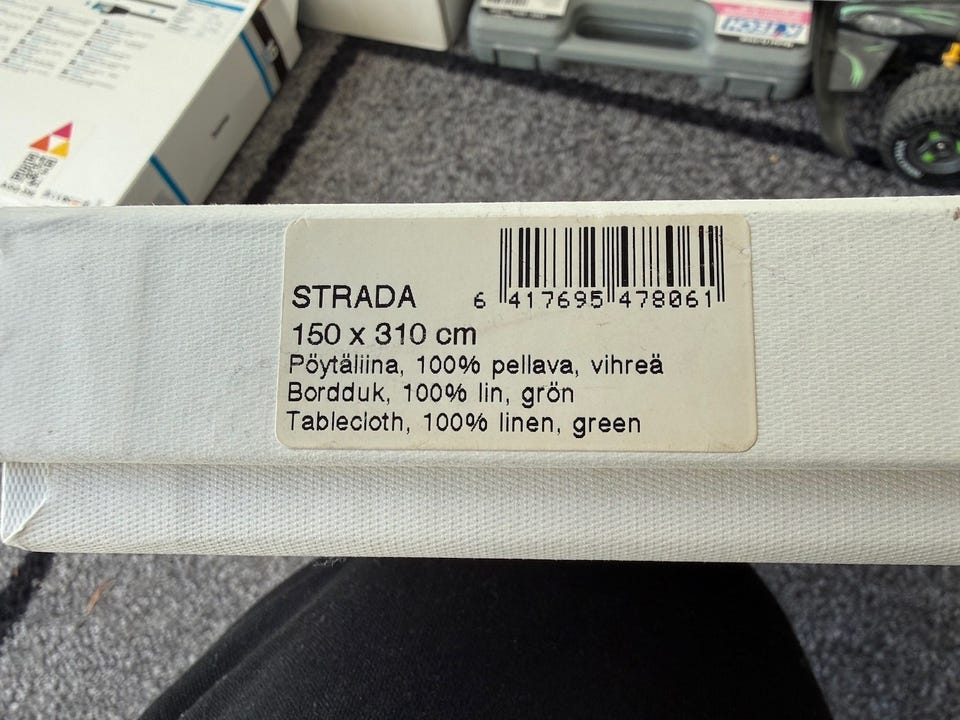 STRADA
6 417695 478061
150 x 310 cm
Pöytäliina, 100% pellava, vihreä
Bordduk, 100% lin, grön
Tablecloth, 100% linen, green